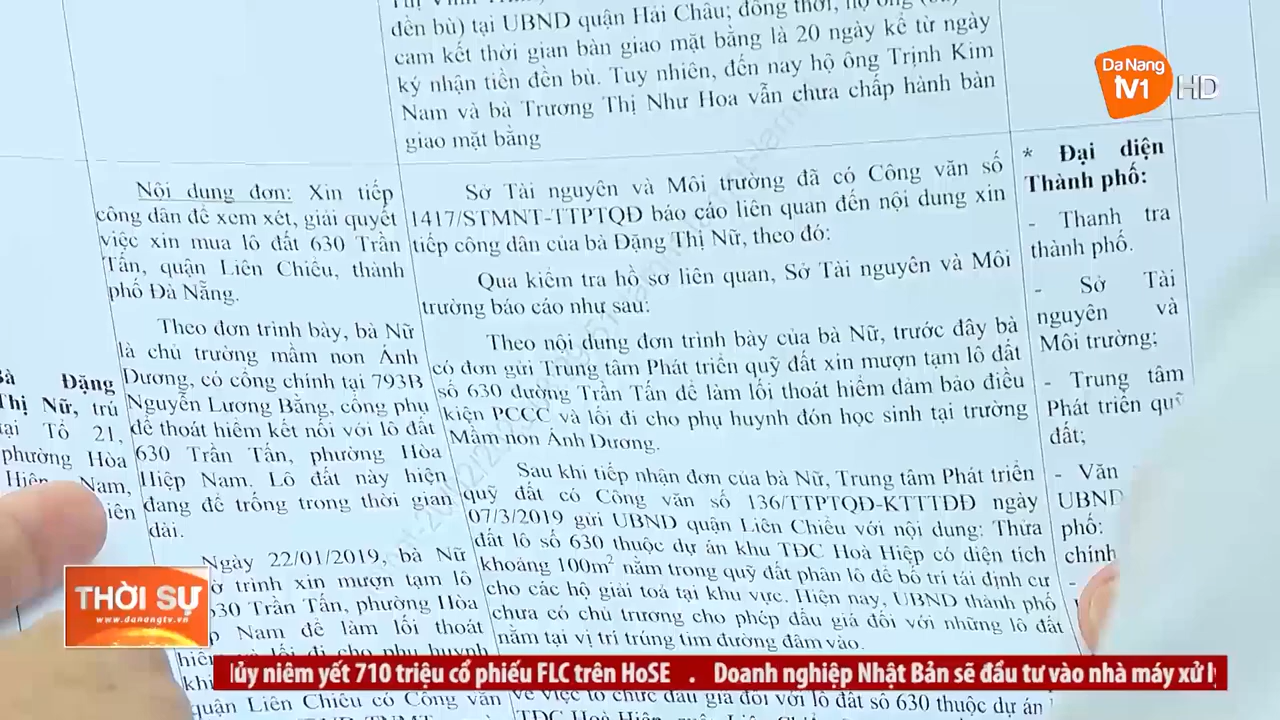 đền bù) tại UBND quận Hải Châu; đồng thời, hộ ông
cam kết thời gian bàn giao mặt bằng là 20 ngày kể từ ngày
ký nhận tiền đền bù. Tuy nhiên, đến nay hộ ông Trịnh Kim
Nam và bà Trương Thị Như Hoa vẫn chưa chấp hành bàn
giao mặt bằng
Bà Đặng
Thị Nữ, trú
tại Tổ 21,
phường Hòa
Hiệp Nam,
Nội dung đơn: Xin tiếp
công dân để xem xét, giải quyết
việc xin mua lô đất 630 Trần
Tấn, quận Liên Chiểu, thành
phố Đà Nẵng.
Theo đơn trình bày, bà Nữ
là chủ trường mầm non Ánh
Dương, có cổng chính tại 793B
Nguyễn Lương Bằng, cổng phụ
để thoát hiểm kết nối với lô đất
630 Trần Tấn, phường Hòa
Hiệp Nam. Lô đất này hiện
đang để trống trong thời gian
dài.
Ngày 22/01/2019, bà Nữ
trình xin mượn tạm lô
630 Trần Tấn, phường Hòa
Nam để làm lối thoát
hiểm và lối đi cho phụ huynh
quận Liên Chiểu có Công văn
Sở Tài nguyên và Môi trường đã có Công văn số
1417/STMNT-TTPTQĐ báo cáo liên quan đến nội dung xin
tiếp công dân của bà Đặng Thị Nữ, theo đó:
Qua kiểm tra hồ sơ liên quan, Sở Tài nguyên và Môi
trường báo cáo như sau:
Theo nội dung đơn trình bày của bà Nữ, trước đây bà
có đơn gửi Trung tâm Phát triển quỹ đất xin mượn tạm lô đất
số 630 đường Trần Tấn để làm lối thoát hiểm đảm bảo điều
kiện PCCC và lối đi cho phụ huynh đón học sinh tại trường
Mầm non Ánh Dương.
Sau khi tiếp nhận đơn của bà Nữ, Trung tâm Phát triển
quỹ đất có Công văn số 136/TTPTQĐ-KTTTĐĐ ngày
07/3/2019 gửi UBND quận Liên Chiểu với nội dung: Thửa
đất lô số 630 thuộc dự án khu TĐC Hoà Hiệp có diện tích
khoảng 100m² nằm trong quỹ đất phân lô để bố trí tái định cư
cho các hộ giải toả tại khu vực. Hiện nay, UBND thành phố
chưa có chủ trương cho phép đấu giá đối với những lô đất
nằm tại vị trí trúng tim đường đâm vào.
về việc tổ chức đấu giá đối với lô đất số 630 thuộc dự án
* Đại diện
Thành phố:
- Thanh tra
thành phố.
- Sở Tài
nguyên và
Môi trường;
- Trung tâm
Phát triển quỹ
đất;
- Văn
UBND
phố:
chính
Da Nang
TV1 HD
THỜI SỰ
www.danangtv.vn
Hủy niêm yết 710 triệu cổ phiếu FLC trên HoSE . Doanh nghiệp Nhật Bản sẽ đầu tư vào nhà máy xử lý